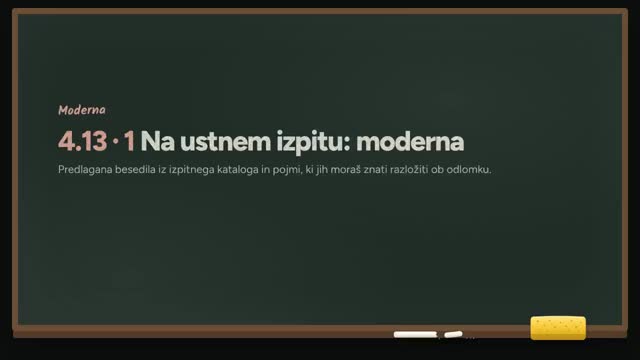 Moderna
4.13 · 1 Na ustnem izpitu: moderna
Predlagana besedila iz izpitnega kataloga in pojmi, ki jih moraš znati razložiti ob odlomku.